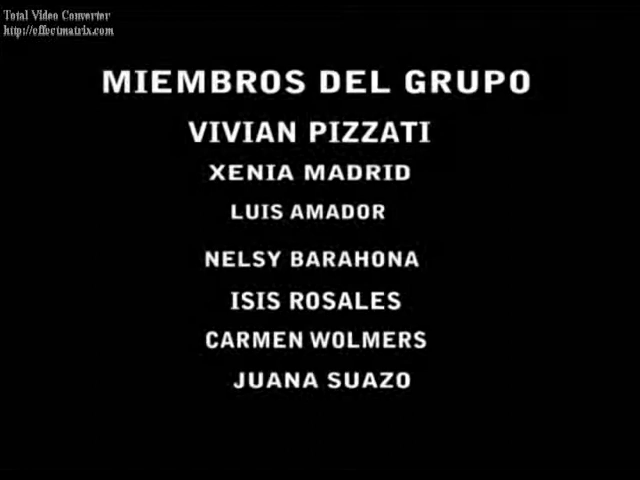 Total Video Converter
http://effectmatrix.com
MIEMBROS DEL GRUPO
VIVIAN PIZZATI
XENIA MADRID
LUIS AMADOR
NELSY BARAHONA
ISIS ROSALES
CARMEN WOLMERS
JUANA SUAZO